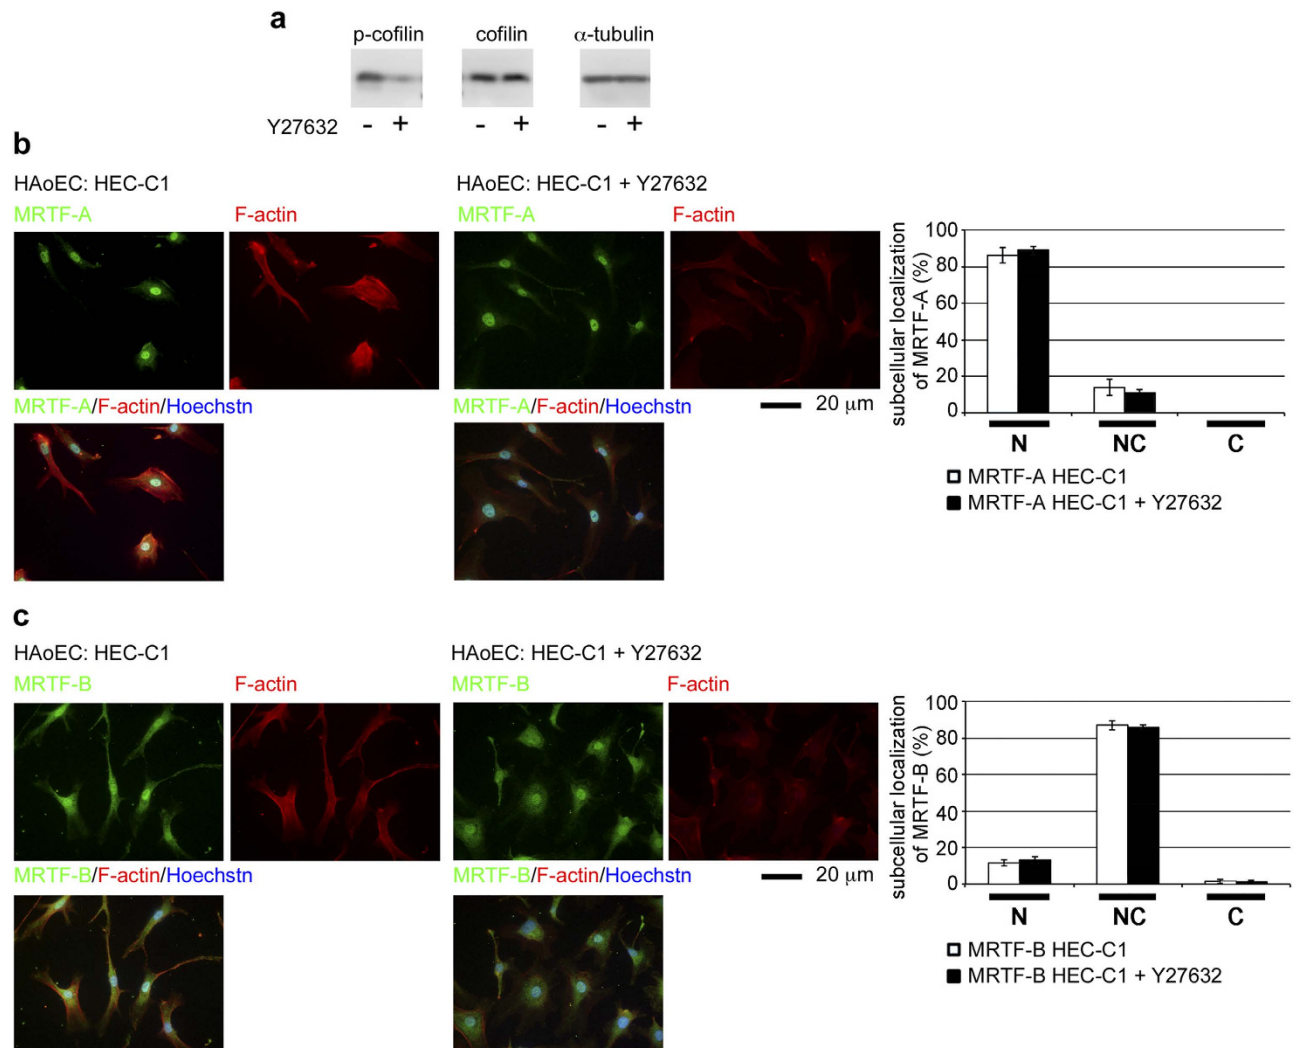 a
p-cofilin cofilin α-tubulin
Y27632 - + - + - +
b
HAoEC: HEC-C1
MRTF-A F-actin
MRTF-A/F-actin/Hoechstn
HAoEC: HEC-C1 + Y27632
MRTF-A F-actin
MRTF-A/F-actin/Hoechstn
20 μm
subcellular localization
of MRTF-A (%)
100
80
60
40
20
0
N NC C
MRTF-A HEC-C1
MRTF-A HEC-C1 + Y27632
c
HAoEC: HEC-C1
MRTF-B F-actin
MRTF-B/F-actin/Hoechstn
HAoEC: HEC-C1 + Y27632
MRTF-B F-actin
MRTF-B/F-actin/Hoechstn
20 μm
subcellular localization
of MRTF-B (%)
100
80
60
40
20
0
N NC C
MRTF-B HEC-C1
MRTF-B HEC-C1 + Y27632